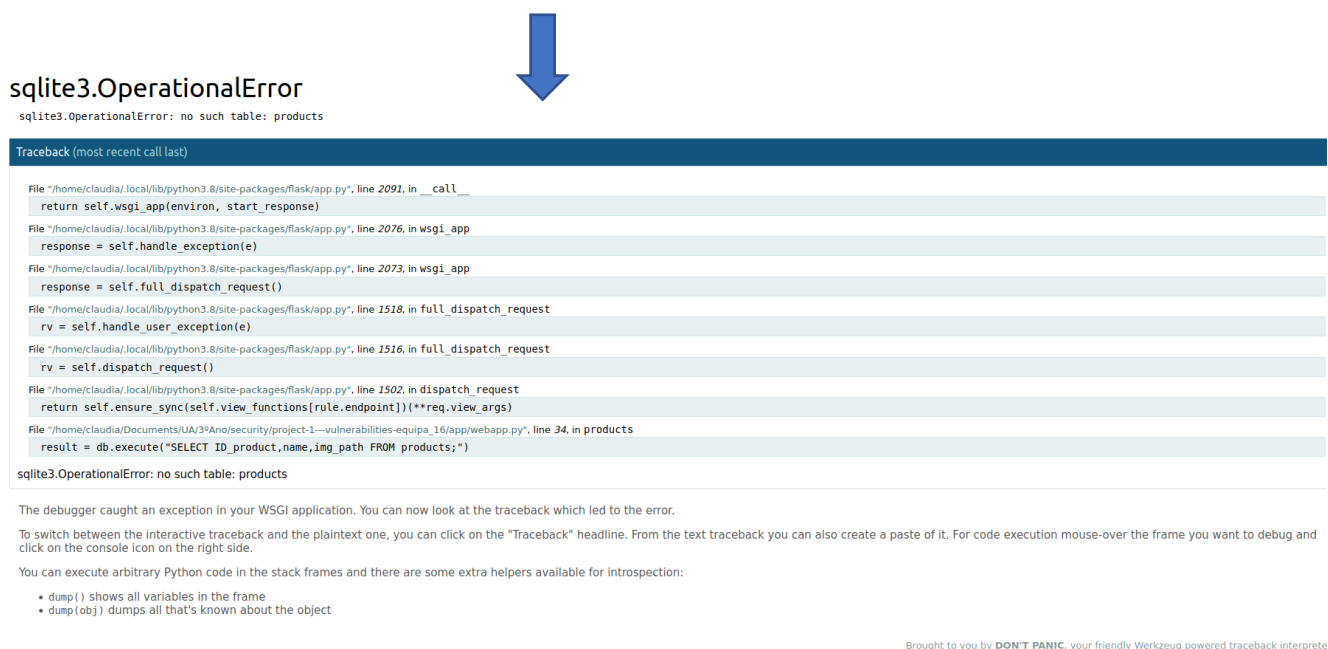 sqlite3.OperationalError
sqlite3.OperationalError: no such table: products
Traceback (most recent call last)
File "/home/claudia/.local/lib/python3.8/site-packages/flask/app.py", line 2091, in __call__
return self.wsgi_app(environ, start_response)
File "/home/claudia/.local/lib/python3.8/site-packages/flask/app.py", line 2076, in wsgi_app
response = self.handle_exception(e)
File "/home/claudia/.local/lib/python3.8/site-packages/flask/app.py", line 2073, in wsgi_app
response = self.full_dispatch_request()
File "/home/claudia/.local/lib/python3.8/site-packages/flask/app.py", line 1518, in full_dispatch_request
rv = self.handle_user_exception(e)
File "/home/claudia/.local/lib/python3.8/site-packages/flask/app.py", line 1516, in full_dispatch_request
rv = self.dispatch_request()
File "/home/claudia/.local/lib/python3.8/site-packages/flask/app.py", line 1502, in dispatch_request
return self.ensure_sync(self.view_functions[rule.endpoint])(**req.view_args)
File "/home/claudia/Documents/UA/3ºAno/security/project-1---vulnerabilities-equipa_16/app/webapp.py", line 34, in products
result = db.execute("SELECT ID_product,name,img_path FROM products;")
sqlite3.OperationalError: no such table: products
The debugger caught an exception in your WSGI application. You can now look at the traceback which led to the error.
To switch between the interactive traceback and the plaintext one, you can click on the "Traceback" headline. From the text traceback you can also create a paste of it. For code execution mouse-over the frame you want to debug and
click on the console icon on the right side.
You can execute arbitrary Python code in the stack frames and there are some extra helpers available for introspection:
• dump() shows all variables in the frame
• dump(obj) dumps all that's known about the object
Brought to you by DON'T PANIC, your friendly Werkzeug powered traceback interprete